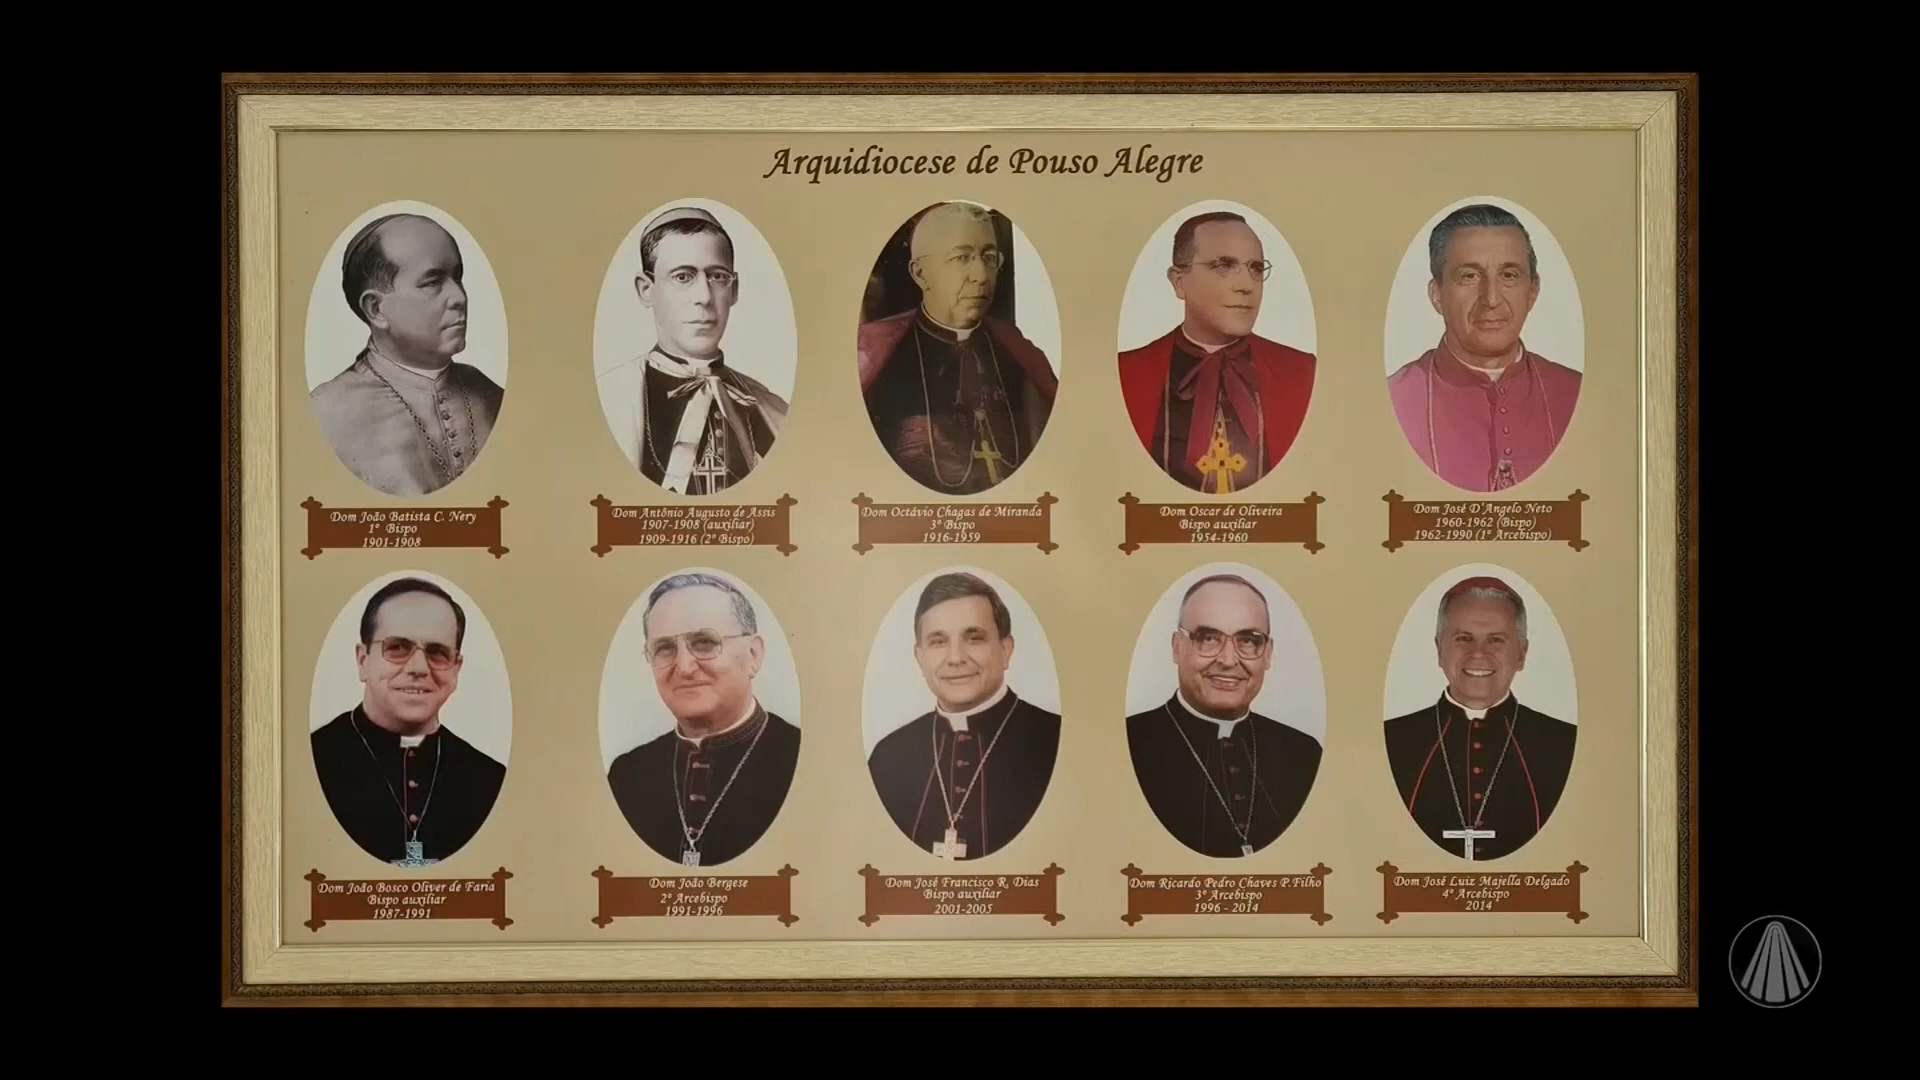 Arquidiocese de Pouso Alegre
Dom João Batista C. Nery
1º Bispo
1901-1908
Dom Antônio Augusto de Assis
1907-1908 (auxiliar)
1909-1916 (2º Bispo)
Dom Octávio Chagas de Miranda
3º Bispo
1916-1959
Dom Oscar de Oliveira
Bispo auxiliar
1954-1960
Dom José D'Angelo Neto
1960-1962 (Bispo)
1962-1990 (1º Arcebispo)
Dom João Bosco Oliver de Faria
Bispo auxiliar
1987-1991
Dom João Bergese
2º Arcebispo
1991-1996
Dom José Francisco R. Dias
Bispo auxiliar
2001-2005
Dom Ricardo Pedro Chaves P.Filho
3º Arcebispo
1996 - 2014
Dom José Luiz Majella Delgado
4º Arcebispo
2014